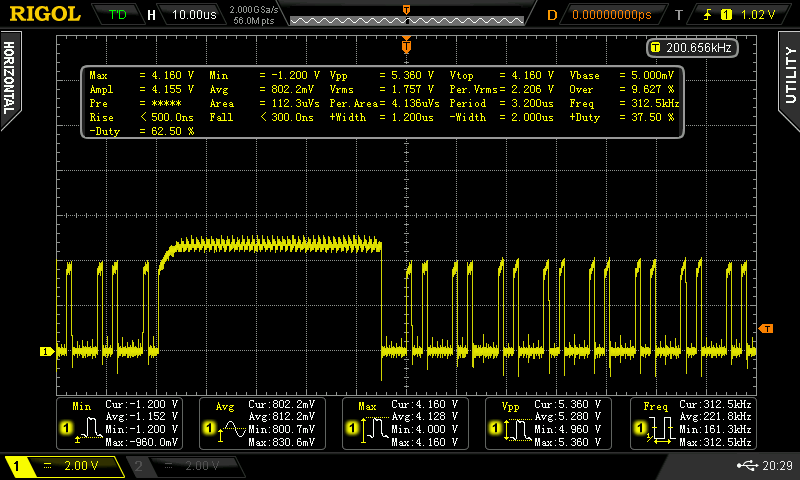 RIGOL T'D H 10.00us 2.000GSa/s 56.0M pts D 0.00000000ps T 1 1.02 V
HORIZONTAL
UTILITY
T
T 200.656kHz
Max = 4.160 V Min = -1.200 V Vpp = 5.360 V Vtop = 4.160 V Vbase = 5.000mV
Ampl = 4.155 V Avg = 802.2mV Vrms = 1.757 V Per.Vrms= 2.206 V Over = 9.627 %
Pre = ***** Area = 112.3uVs Per.Area= 4.136uVs Period = 3.200us Freq = 312.5kHz
Rise < 500.0ns Fall < 300.0ns +Width = 1.200us -Width = 2.000us +Duty = 37.50 %
-Duty = 62.50 %
T
1
Min Cur:-1.200 V
Avg:-1.152 V
1 Min:-1.200 V
Max:-960.0mV
Avg Cur:802.2mV
Avg:812.2mV
1 Min:800.7mV
Max:830.6mV
Max Cur:4.160 V
Avg:4.128 V
1 Min:4.000 V
Max:4.160 V
Vpp Cur:5.360 V
Avg:5.280 V
1 Min:4.960 V
Max:5.360 V
Freq Cur:312.5kHz
Avg:221.8kHz
1 Min:161.3kHz
Max:312.5kHz
1 2.00 V 2 2.00 V 20:29